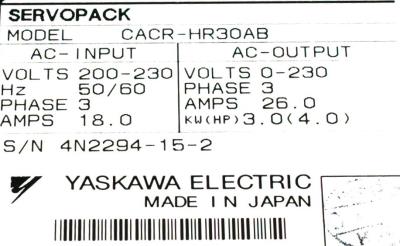 SERVOPACK
MODEL CACR-HR30AB
AC-INPUT AC-OUTPUT
VOLTS 200-230 VOLTS 0-230
Hz 50/60 PHASE 3
PHASE 3 AMPS 26.0
AMPS 18.0 KW(HP)3.0(4.0)
S/N 4N2294-15-2
YASKAWA ELECTRIC
MADE IN JAPAN